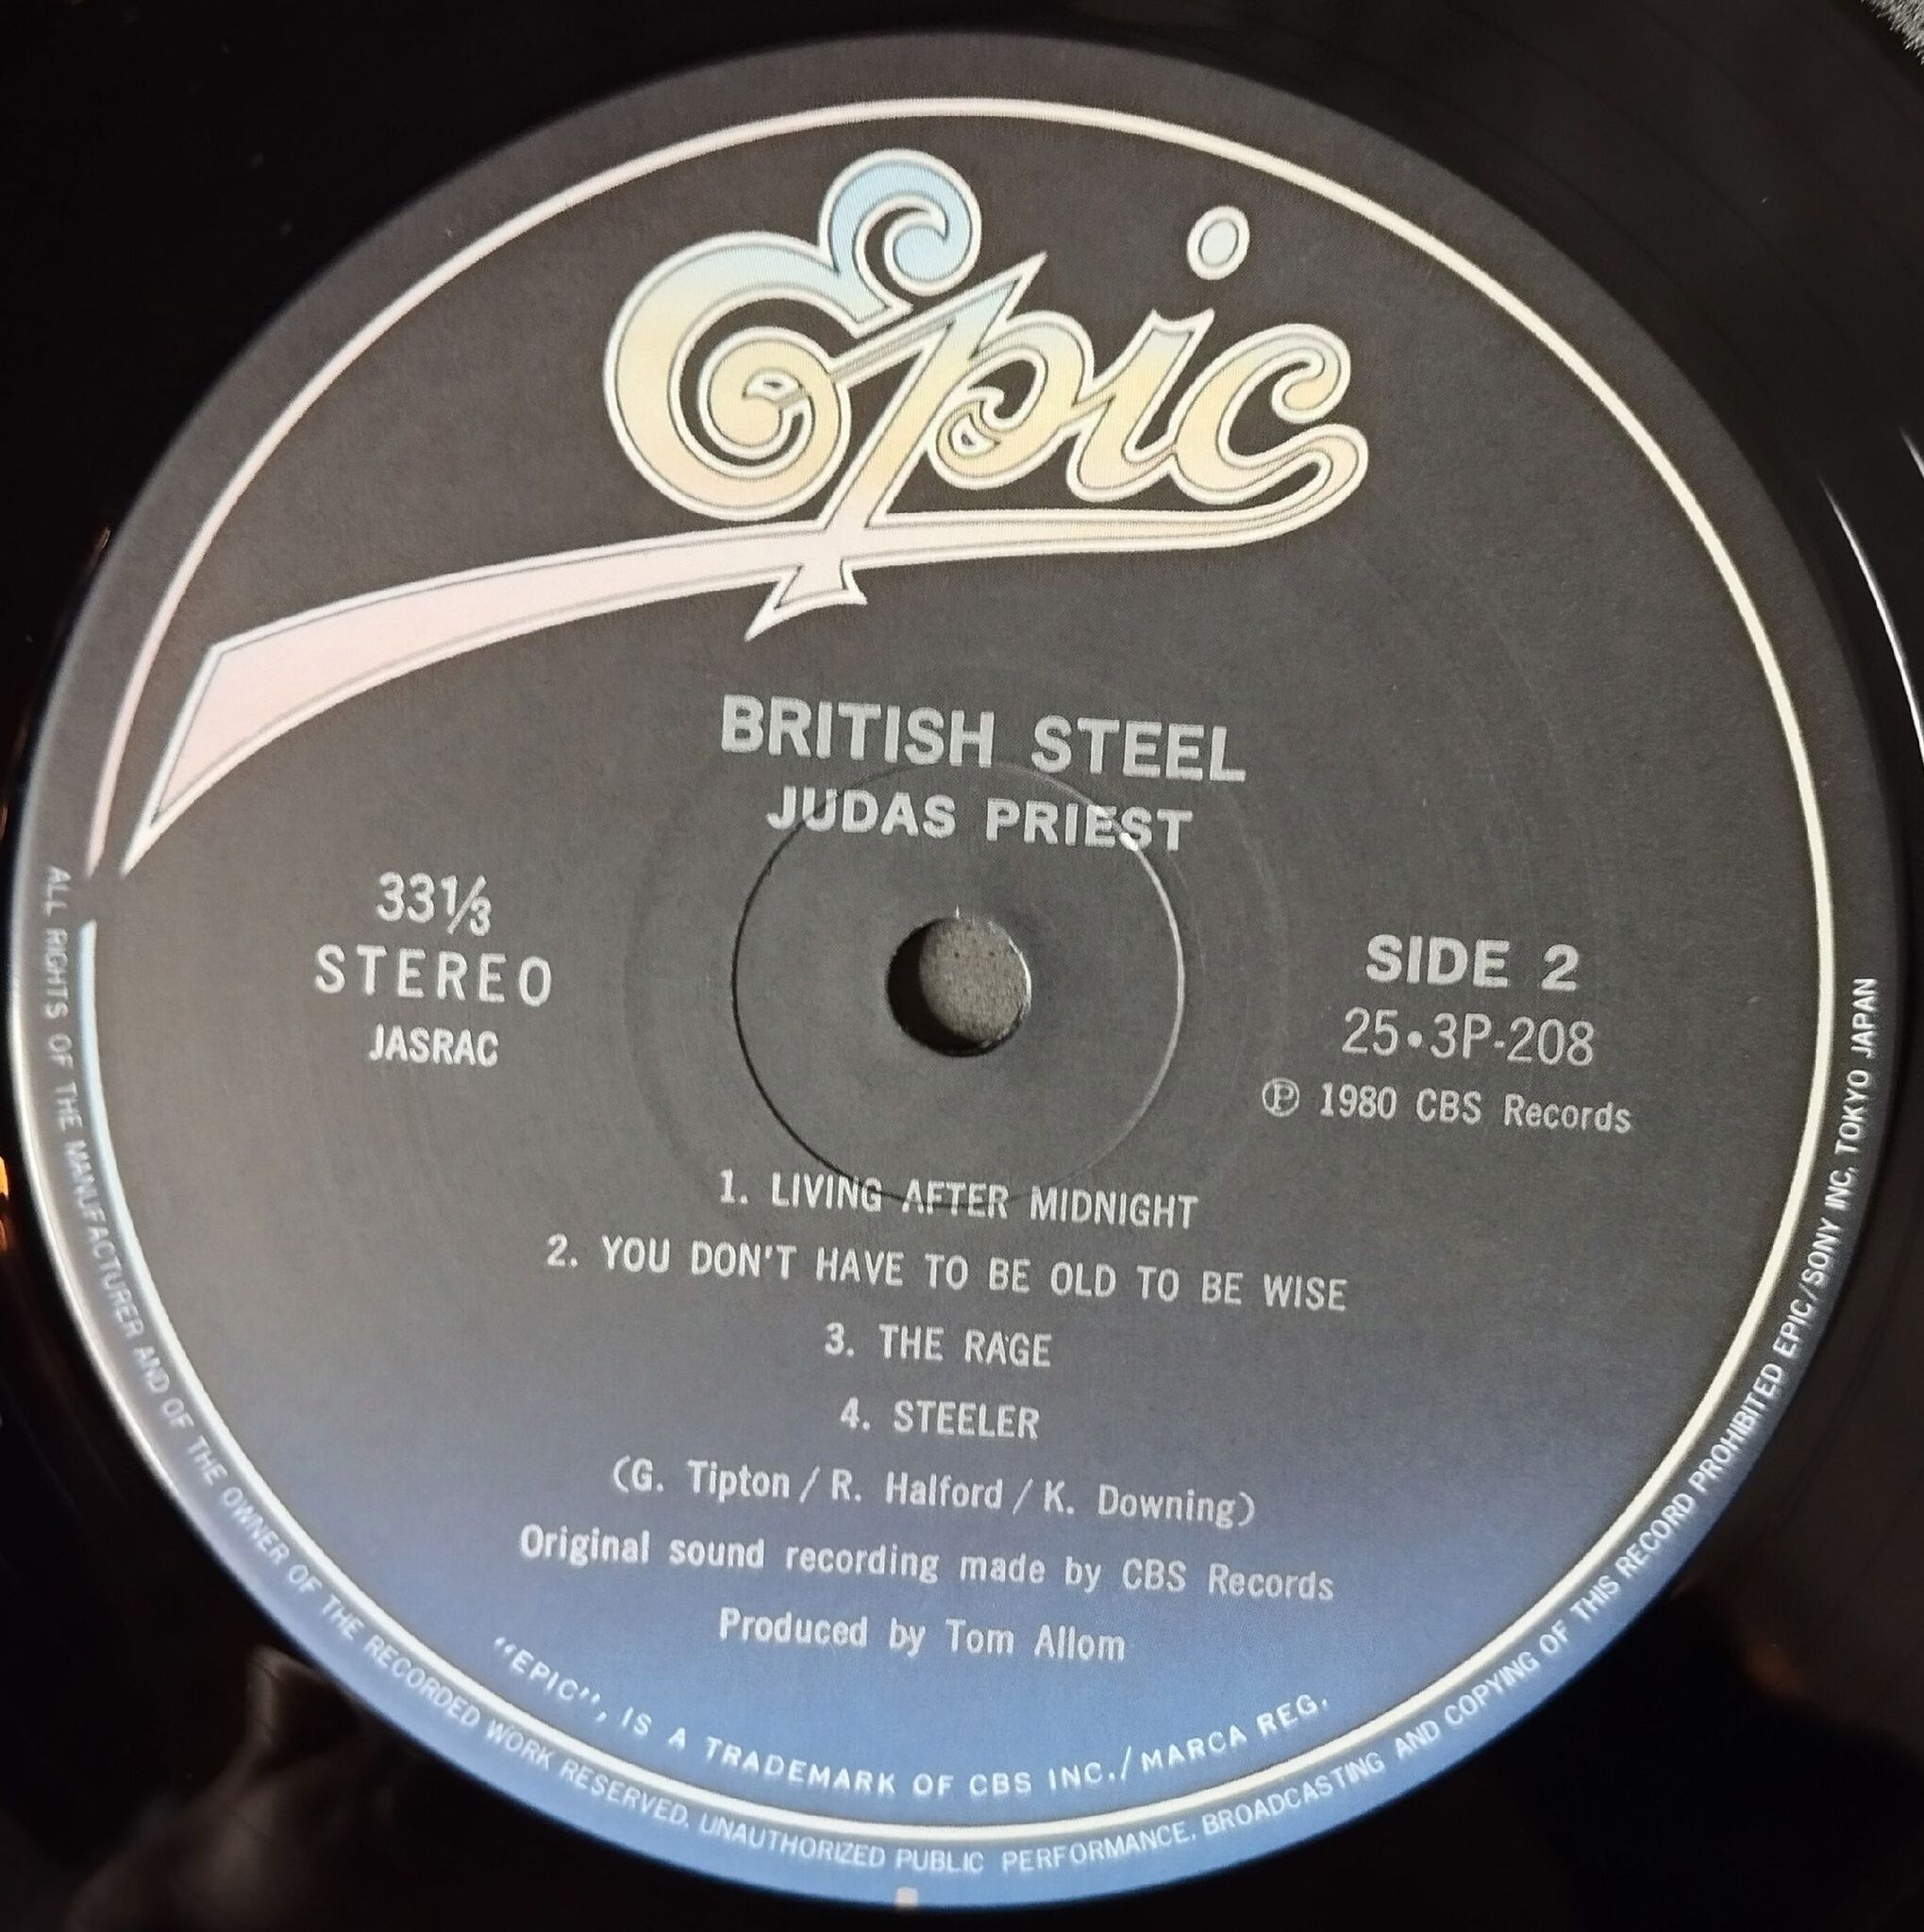 Epic
BRITISH STEEL
JUDAS PRIEST
33⅓
STEREO
JASRAC
SIDE 2
25•3P-208
Ⓟ 1980 CBS Records
1. LIVING AFTER MIDNIGHT
2. YOU DON'T HAVE TO BE OLD TO BE WISE
3. THE RAGE
4. STEELER
(G. Tipton / R. Halford / K. Downing)
Original sound recording made by CBS Records
Produced by Tom Allom
"EPIC", IS A TRADEMARK OF CBS INC./MARCA REG.
ALL RIGHTS OF THE MANUFACTURER AND OF THE OWNER OF THE RECORDED WORK RESERVED. UNAUTHORIZED PUBLIC PERFORMANCE, BROADCASTING AND COPYING OF THIS RECORD PROHIBITED EPIC/SONY INC. TOKYO JAPAN